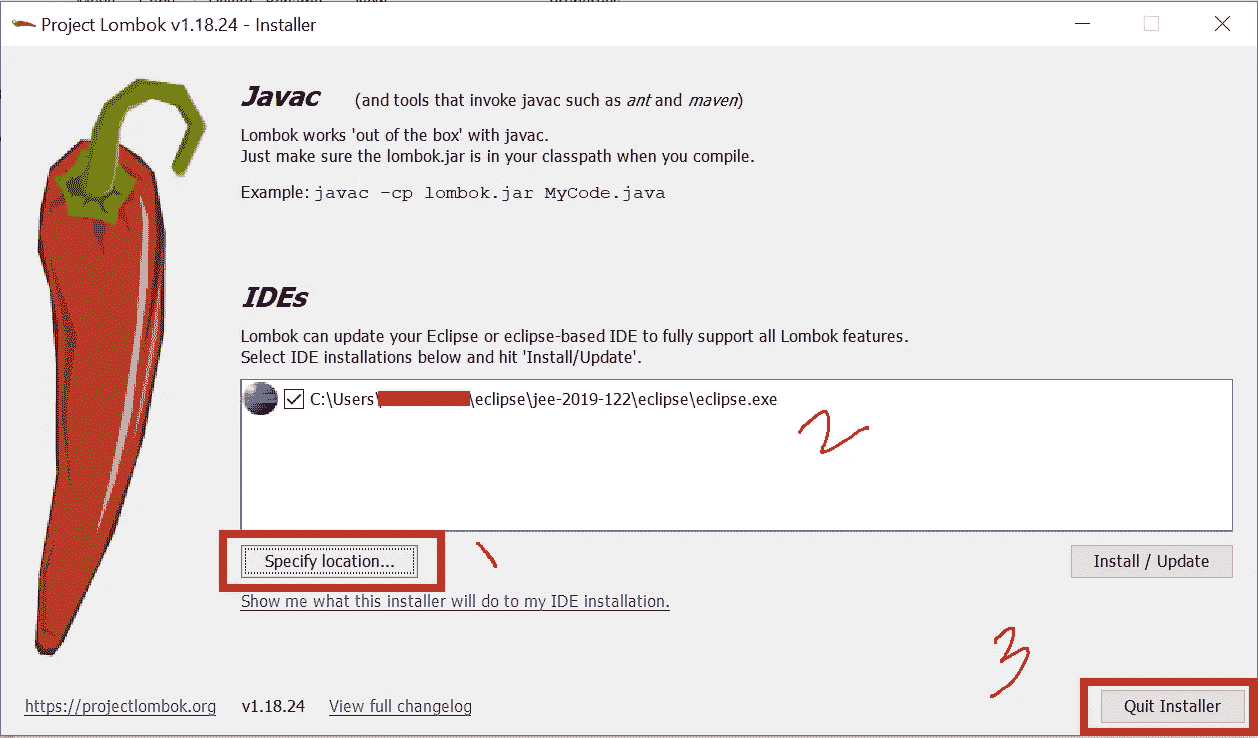 Project Lombok v1.18.24 - Installer
Javac (and tools that invoke javac such as ant and maven)
Lombok works 'out of the box' with javac.
Just make sure the lombok.jar is in your classpath when you compile.
Example: javac -cp lombok.jar MyCode.java
IDEs
Lombok can update your Eclipse or eclipse-based IDE to fully support all Lombok features.
Select IDE installations below and hit 'Install/Update'.
C:\Users\ \eclipse\jee-2019-122\eclipse\eclipse.exe
2
Specify location... 1 Install / Update
Show me what this installer will do to my IDE installation.
3
https://projectlombok.org v1.18.24 View full changelog Quit Installer